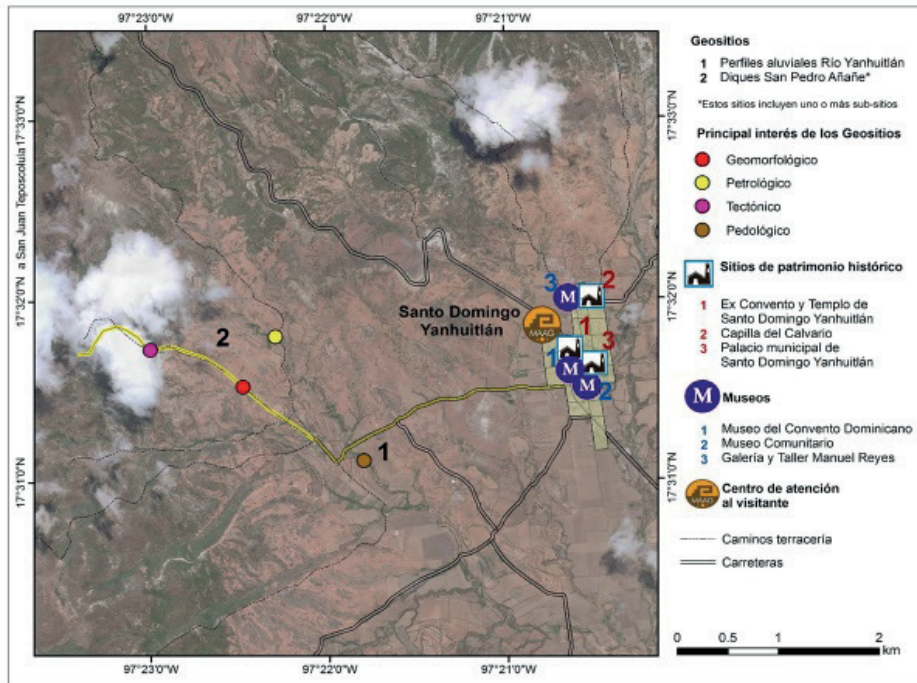 97°23'0"W 97°22'0"W 97°21'0"W
17°33'0"N
17°32'0"N
17°31'0"N
a San Juan Teposcolula
2
1
Santo Domingo
Yanhuitlán
MAAG
3
M
2
1
3
1
M
M
2
17°33'0"N
17°32'0"N
17°31'0"N
97°23'0"W 97°22'0"W 97°21'0"W
Geositios
1 Perfiles aluviales Río Yanhuitlán
2 Diques San Pedro Añañe*
*Estos sitios incluyen uno o más sub-sitios
Principal interés de los Geositios
Geomorfológico
Petrológico
Tectónico
Pedológico
Sitios de patrimonio histórico
1 Ex Convento y Templo de
Santo Domingo Yanhuitlán
2 Capilla del Calvario
3 Palacio municipal de
Santo Domingo Yanhuitlán
M Museos
1 Museo del Convento Dominicano
2 Museo Comunitario
3 Galería y Taller Manuel Reyes
MAAG
Centro de atención
al visitante
Caminos terracería
Carreteras
0 0.5 1 2
km